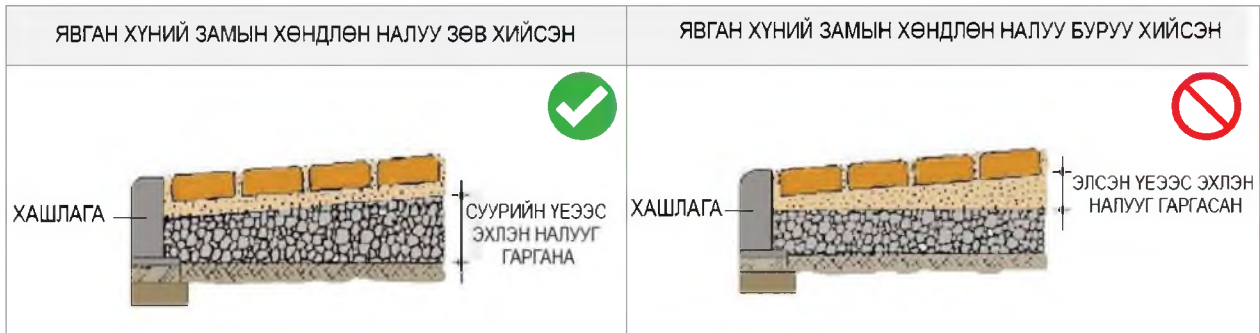 ЯВГАН ХҮНИЙ ЗАМЫН ХӨНДЛӨН НАЛУУ ЗӨВ ХИЙСЭН
ЯВГАН ХҮНИЙ ЗАМЫН ХӨНДЛӨН НАЛУУ БУРУУ ХИЙСЭН
ХАШЛАГА
СУУРИЙН ҮЕЭЭС
ЭХЛЭН НАЛУУГ
ГАРГАНА
ХАШЛАГА
ЭЛСЭН ҮЕЭЭС ЭХЛЭН
НАЛУУГ ГАРГАСАН